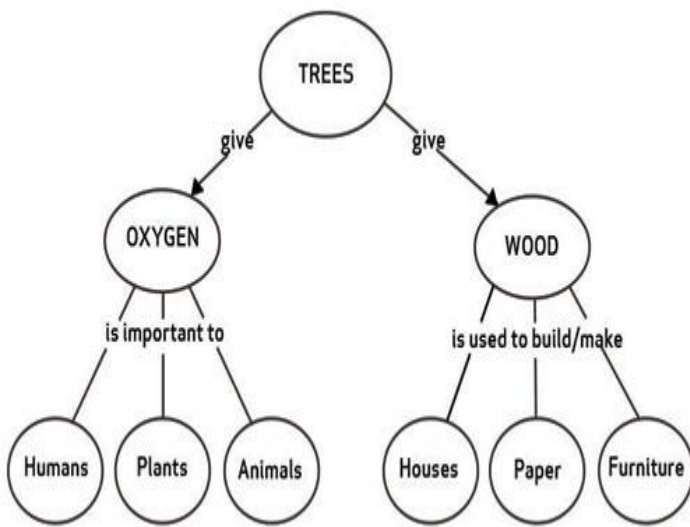 TREES
give
give
OXYGEN
WOOD
is important to
is used to build/make
Humans
Plants
Animals
Houses
Paper
Furniture